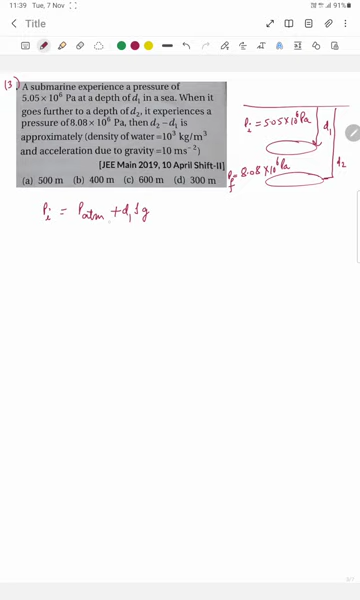 11:39 Tue, 7 Nov
91%
Title
(3)
A submarine experience a pressure of
5.05 × 10⁶ Pa at a depth of d₁ in a sea. When it
goes further to a depth of d₂, it experiences a
pressure of 8.08 × 10⁶ Pa, then d₂ – d₁ is
approximately (density of water = 10³ kg/m³
and acceleration due to gravity = 10 ms⁻²)
[JEE Main 2019, 10 April Shift-II]
(a) 500 m (b) 400 m (c) 600 m (d) 300 m
Pᵢ = 5.05 × 10⁶ Pa
d₁
P_f = 8.08 × 10⁶ Pa
d₂
Pᵢ = Pₐₜₘ + d₁ ρ g